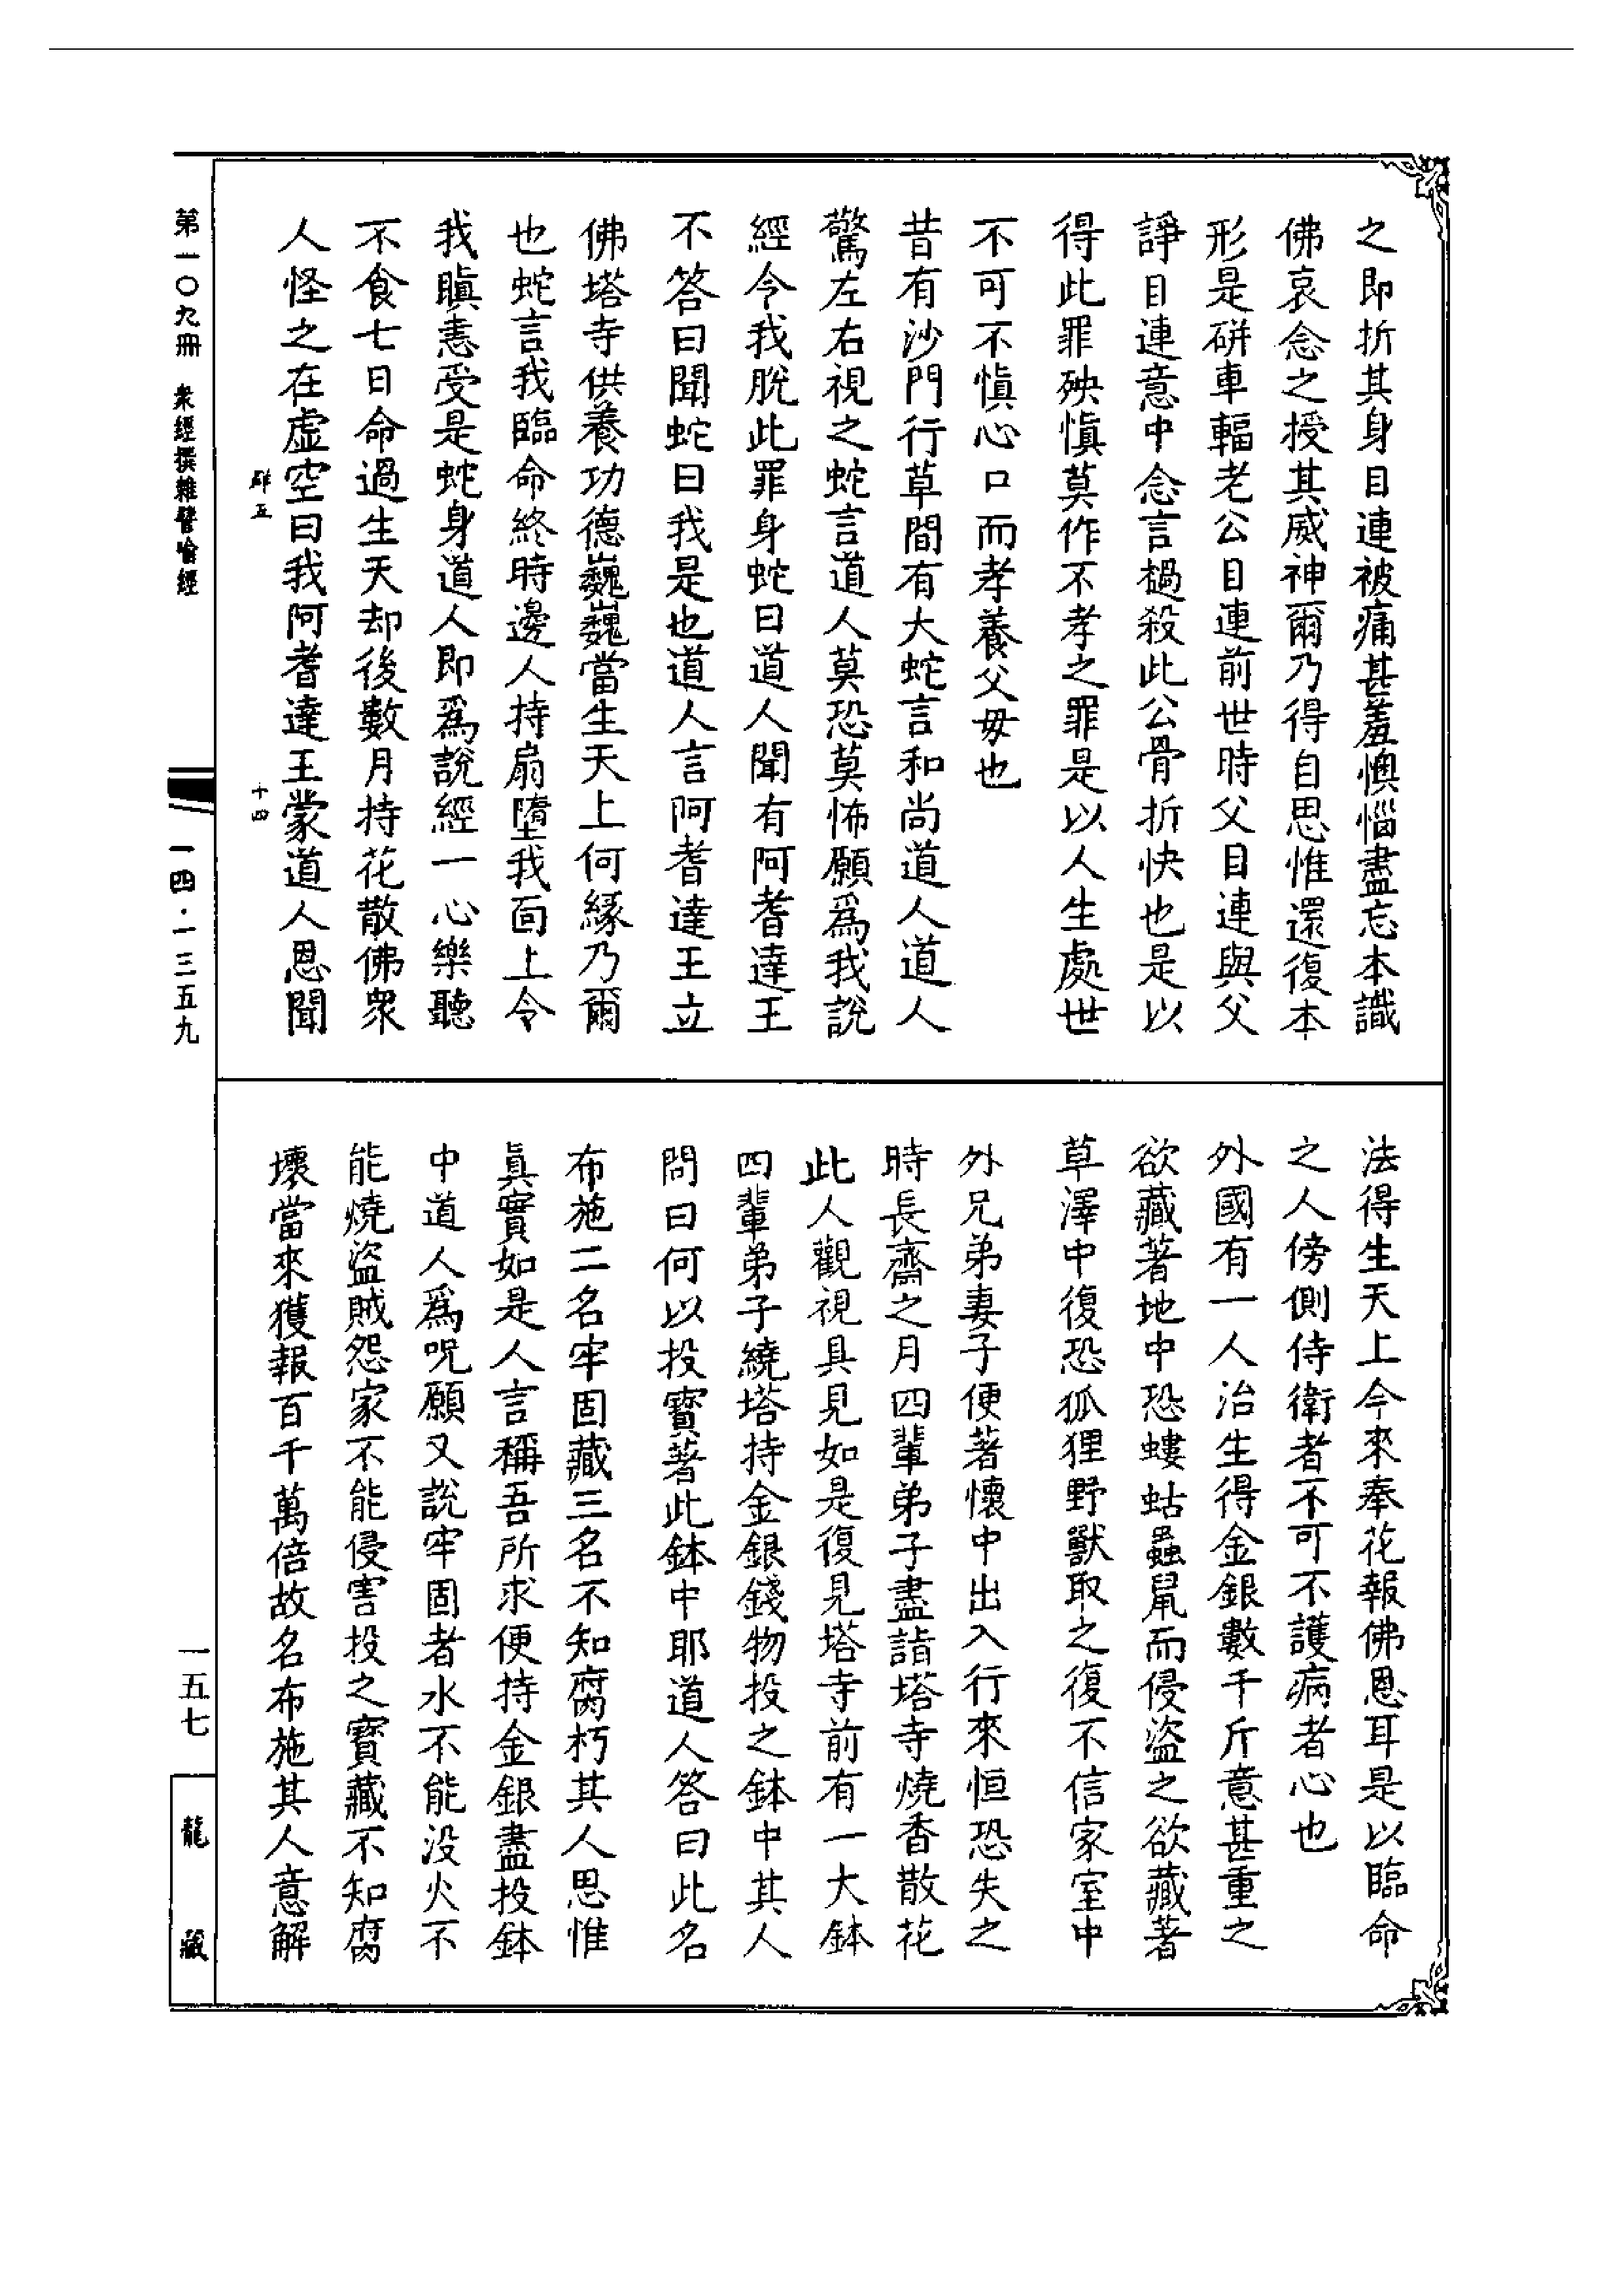 之即折其身目連被痛甚羞懊惱盡忘本識
佛哀念之授其威神爾乃得自思惟還復本
形是硏車輻老公目連前世時父目連與父
諍目連意中念言撾殺此公骨折快也是以
得此罪殃愼莫作不孝之罪是以人生處世
不可不愼心口而孝養父母也
昔有沙門行草間有大蛇言和尚道人道人
驚左右視之蛇言道人莫恐莫怖願爲我說
經令我脫此罪身蛇曰道人聞有阿耆達王
不答曰聞蛇曰我是也道人言阿耆達王立
佛塔寺供養功德巍巍當生天上何緣乃爾
也蛇言我臨命終時邊人持扇墮我面上令
我瞋恚受是蛇身道人即爲說經一心樂聽
不食七日命過生天却後數月持花散佛衆
人怪之在虛空曰我阿耆達王蒙道人恩聞
法得生天上今來奉花報佛恩耳是以臨命
之人傍側侍衛者不可不護病者心也
外國有一人治生得金銀數千斤意甚重之
欲藏著地中恐螻蛄蟲鼠而侵盜之欲藏著
草澤中復恐狐狸野獸取之復不信家室中
外兄弟妻子便著懷中出入行來恒恐失之
時長齋之月四輩弟子盡詣塔寺燒香散花
此人觀視具見如是復見塔寺前有一大鉢
四輩弟子繞塔持金銀錢物投之鉢中其人
問曰何以投寶著此鉢中耶道人答曰此名
布施二名牢固藏三名不知腐朽其人思惟
眞實如是人言稱吾所求便持金銀盡投鉢
中道人爲呪願又說牢固者水不能没火不
能燒盜賊怨家不能侵害投之寶藏不知腐
壞當來獲報百千萬倍故名布施其人意解
第一〇九冊 衆經撰雜譬喻經
肆五
十四
一四·一三五九
一五七
龍藏